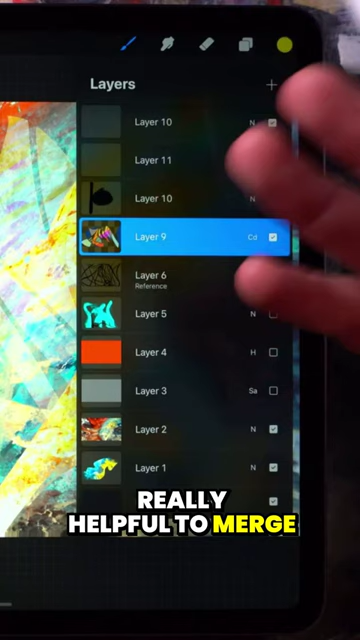 Layers
Layer 10 N
Layer 11
Layer 10 N
Layer 9 Cd
Layer 6
Reference
Layer 5 N
Layer 4 H
Layer 3 Sa
Layer 2 N
Layer 1 N
REALLY
HELPFUL TO MERGE